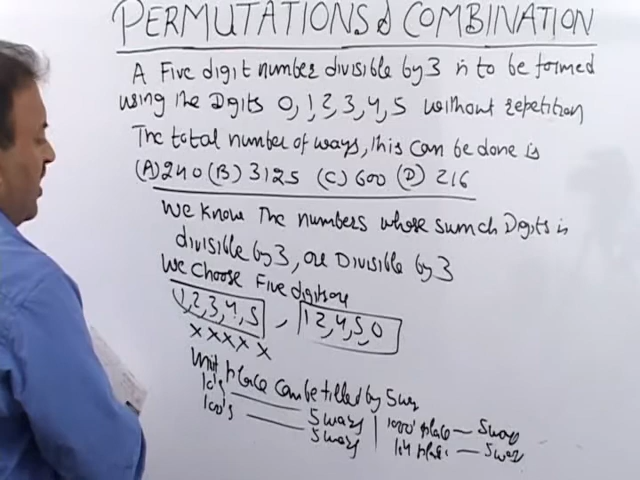 PERMUTATIONS & COMBINATION
A Five digit number divisible by 3 is to be formed
using the Digits 0, 1, 2, 3, 4, 5 without repetition
The total number of ways, this can be done is
(A) 240 (B) 3125 (C) 600 (D) 216
We know The numbers whose sum of Digits is
divisible by 3, are Divisible by 3
We choose Five digits
1, 2, 3, 4, 5 , 1 2, 4, 5, 0
x x x x x
Unit place can be filled by 5 way
10's 5 ways
100's 5 ways
1000' place — 5 way
place — 5 way